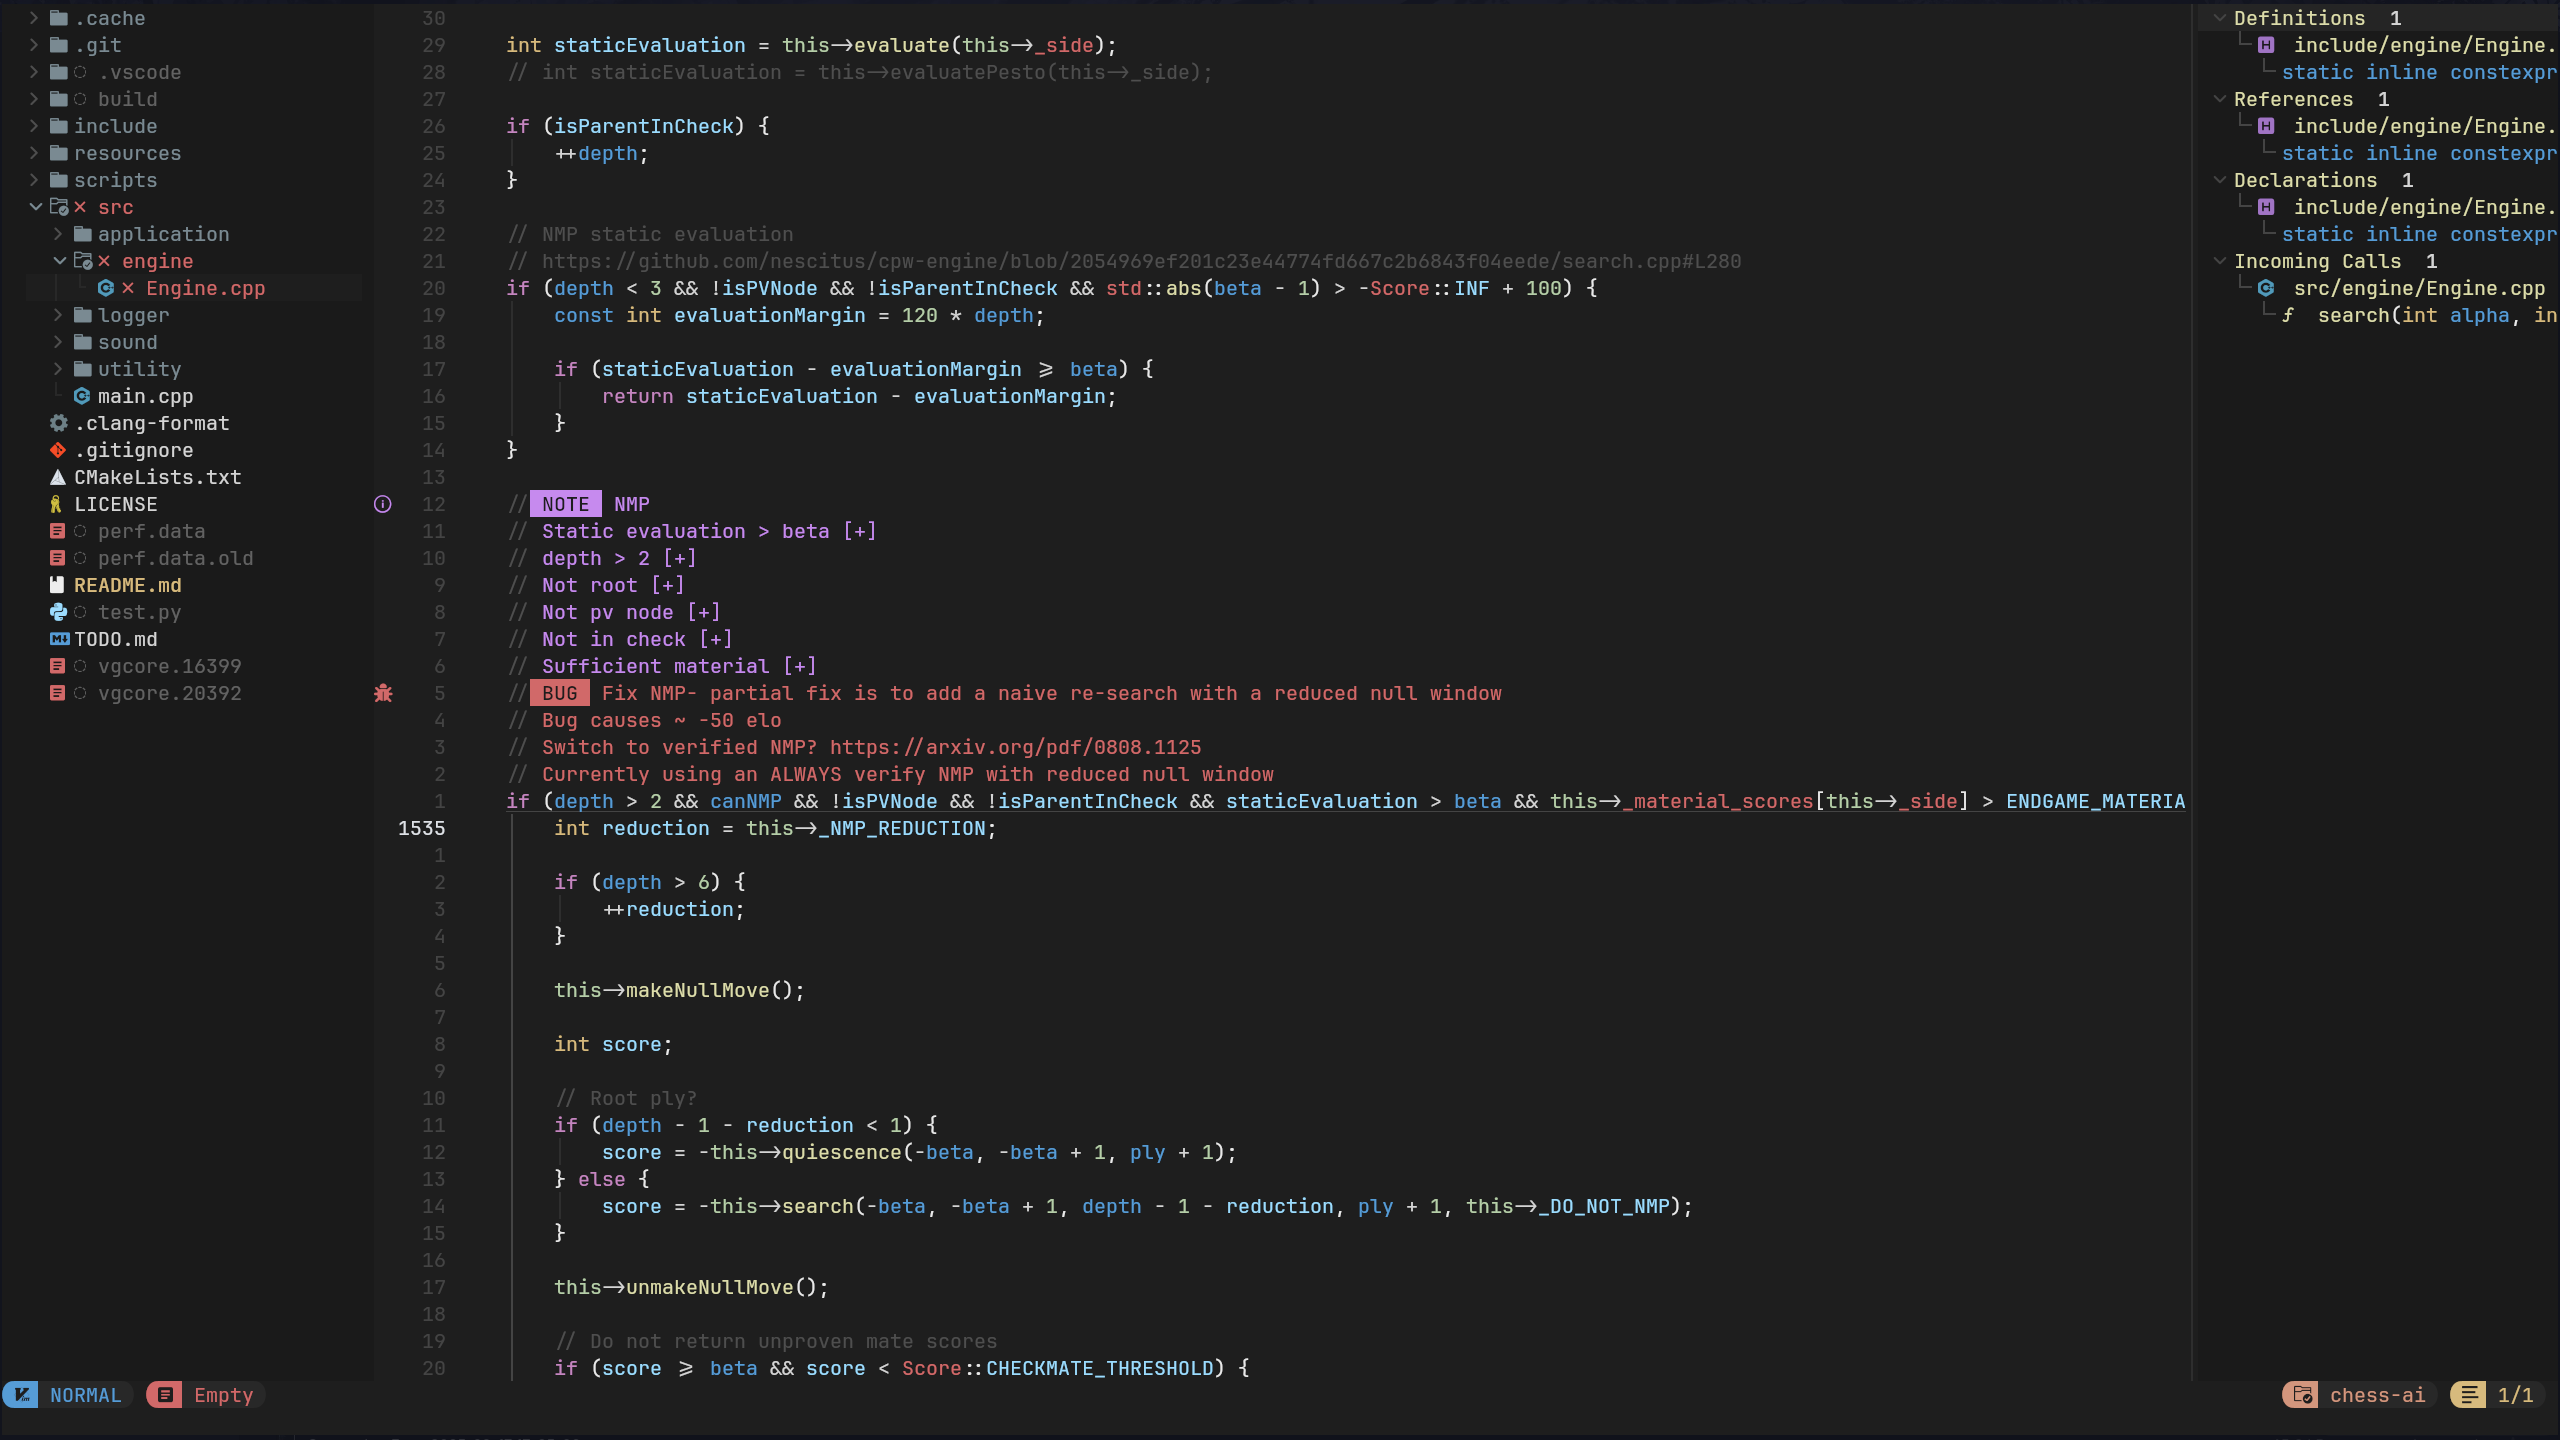 .cache
.git
.vscode
build
include
resources
scripts
src
application
engine
Engine.cpp
logger
sound
utility
main.cpp
.clang-format
.gitignore
CMakeLists.txt
LICENSE
perf.data
perf.data.old
README.md
test.py
TODO.md
vgcore.16399
vgcore.20392
30
29 int staticEvaluation = this->evaluate(this->_side);
28 // int staticEvaluation = this->evaluatePesto(this->_side);
27
26 if (isParentInCheck) {
25 ++depth;
24 }
23
22 // NMP static evaluation
21 // https://github.com/nescitus/cpw-engine/blob/2054969ef201c23e44774fd667c2b6843f04eede/search.cpp#L280
20 if (depth < 3 && !isPVNode && !isParentInCheck && std::abs(beta - 1) > -Score::INF + 100) {
19 const int evaluationMargin = 120 * depth;
18
17 if (staticEvaluation - evaluationMargin >= beta) {
16 return staticEvaluation - evaluationMargin;
15 }
14 }
13
12 // NOTE NMP
11 // Static evaluation > beta [+]
10 // depth > 2 [+]
9 // Not root [+]
8 // Not pv node [+]
7 // Not in check [+]
6 // Sufficient material [+]
5 // BUG Fix NMP- partial fix is to add a naive re-search with a reduced null window
4 // Bug causes ~ -50 elo
3 // Switch to verified NMP? https://arxiv.org/pdf/0808.1125
2 // Currently using an ALWAYS verify NMP with reduced null window
1 if (depth > 2 && canNMP && !isPVNode && !isParentInCheck && staticEvaluation > beta && this->_material_scores[this->_side] > ENDGAME_MATERIA
1535 int reduction = this->_NMP_REDUCTION;
1
2 if (depth > 6) {
3 ++reduction;
4 }
5
6 this->makeNullMove();
7
8 int score;
9
10 // Root ply?
11 if (depth - 1 - reduction < 1) {
12 score = -this->quiescence(-beta, -beta + 1, ply + 1);
13 } else {
14 score = -this->search(-beta, -beta + 1, depth - 1 - reduction, ply + 1, this->_DO_NOT_NMP);
15 }
16
17 this->unmakeNullMove();
18
19 // Do not return unproven mate scores
20 if (score >= beta && score < Score::CHECKMATE_THRESHOLD) {
Definitions 1
include/engine/Engine.
static inline constexpr
References 1
include/engine/Engine.
static inline constexpr
Declarations 1
include/engine/Engine.
static inline constexpr
Incoming Calls 1
src/engine/Engine.cpp
search(int alpha, in
NORMAL Empty
chess-ai 1/1